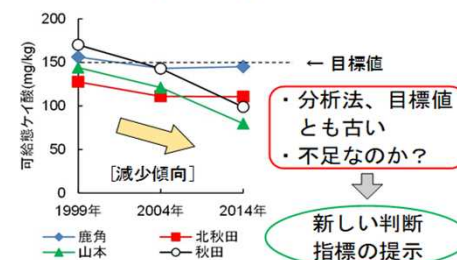 200
150
100
50
0
可給態ケイ酸(mg/kg)
← 目標値
[減少傾向]
1999年 2004年 2014年
鹿角 北秋田
山本 秋田
・分析法、目標値
とも古い
・不足なのか？
新しい判断
指標の提示